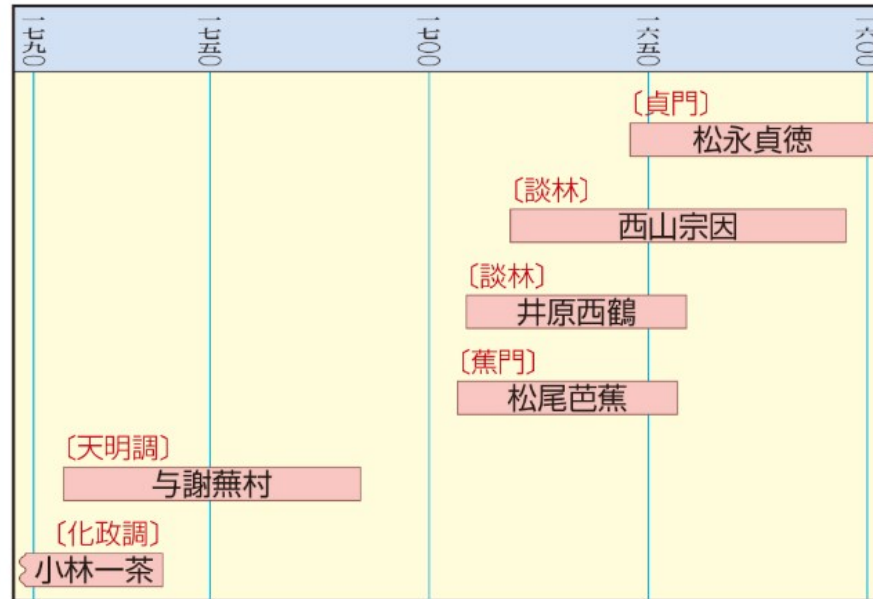 一六〇〇
一六五〇
一七〇〇
一七五〇
一七九〇
〔貞門〕
松永貞徳
〔談林〕
西山宗因
〔談林〕
井原西鶴
〔蕉門〕
松尾芭蕉
〔天明調〕
与謝蕪村
〔化政調〕
小林一茶